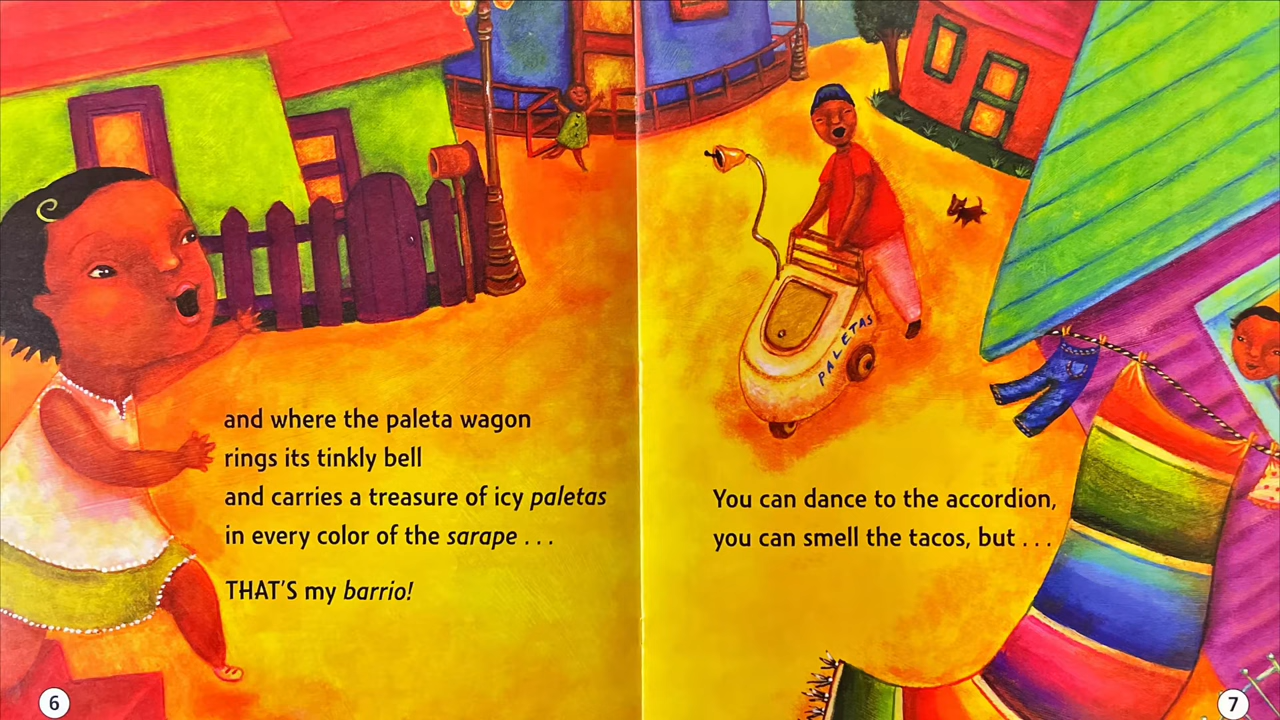 and where the paleta wagon
rings its tinkly bell
and carries a treasure of icy paletas
in every color of the sarape . . .
THAT'S my barrio!
6
PALETAS
You can dance to the accordion,
you can smell the tacos, but . . .
7